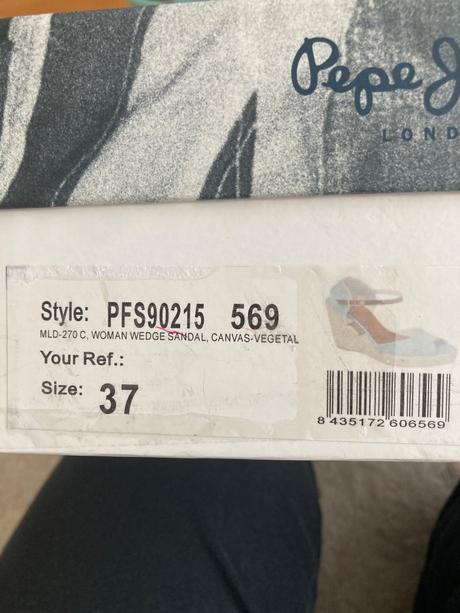 Pepe J
LOND
Style: PFS90215 569
MLD-270 C, WOMAN WEDGE SANDAL, CANVAS-VEGETAL
Your Ref.:
Size: 37
8 435172 606569